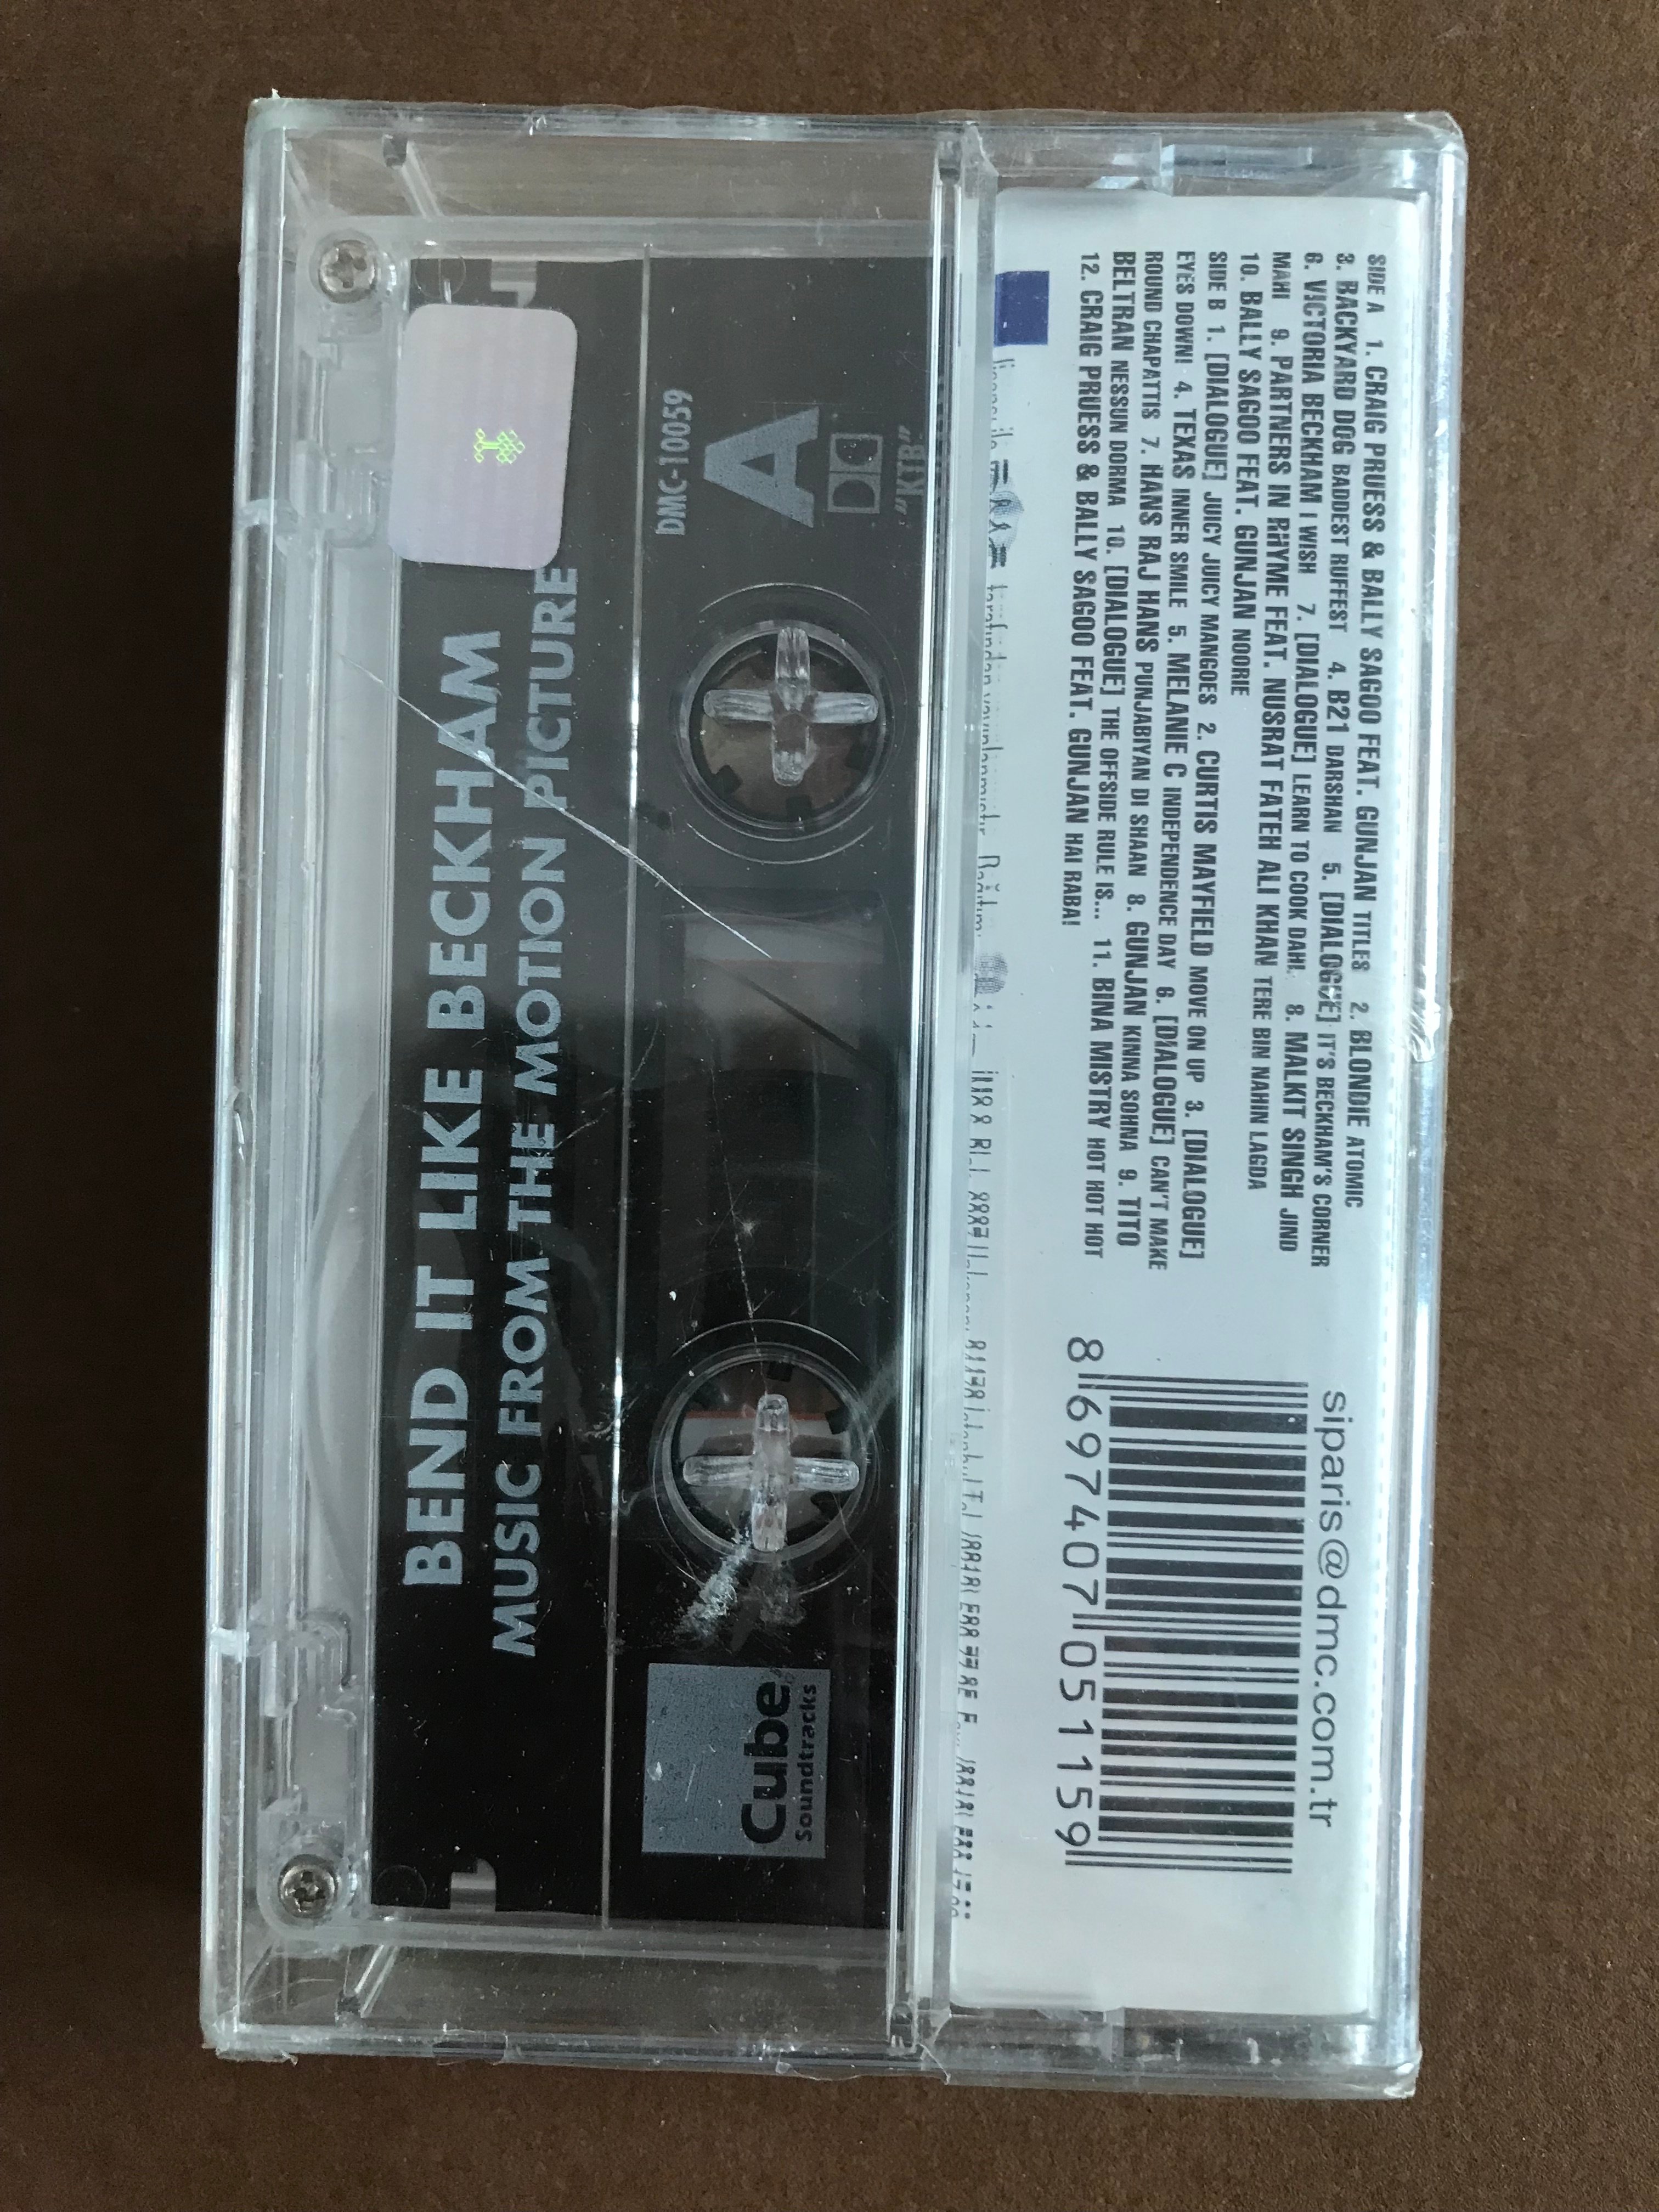 SIDE A 1. CRAIG PRUESS & BALLY SAGOO FEAT. GUNJAN TITLES 2. BLONDIE ATOMIC
3. BACKYARD DOG BADDEST RUFFEST 4. B21 DARSHAN 5. [DIALOGUE] IT'S BECKHAM'S CORNER
6. VICTORIA BECKHAM I WISH 7. [DIALOGUE] LEARN TO COOK DAHL 8. MALKIT SINGH JIND
MAHI 9. PARTNERS IN RHYME FEAT. NUSRAT FATEH ALI KHAN TERE BIN NAHIN LAGDA
10. BALLY SAGOO FEAT. GUNJAN NOORIE
SIDE B 1. [DIALOGUE] JUICY JUICY MANGOES 2. CURTIS MAYFIELD MOVE ON UP 3. [DIALOGUE]
EYES DOWN! 4. TEXAS INNER SMILE 5. MELANIE C INDEPENDENCE DAY 6. [DIALOGUE] CAN'T MAKE
ROUND CHAPATTIS 7. HANS RAJ HANS PUNJABIYAN DI SHAAN 8. GUNJAN KINNA SOHNA 9. TITO
BELTRAN NESSUN DORMA 10. [DIALOGUE] THE OFFSIDE RULE IS... 11. BINA MISTRY HOT HOT HOT
12. CRAIG PRUESS & BALLY SAGOO FEAT. GUNJAN HAI RABA!
siparis@dmc.com.tr
8 697407 051159
tarafından yayınlanmıştır.
"KTB"
A
DMC-10059
Cube
Soundtracks
BEND IT LIKE BECKHAM
MUSIC FROM THE MOTION PICTURE